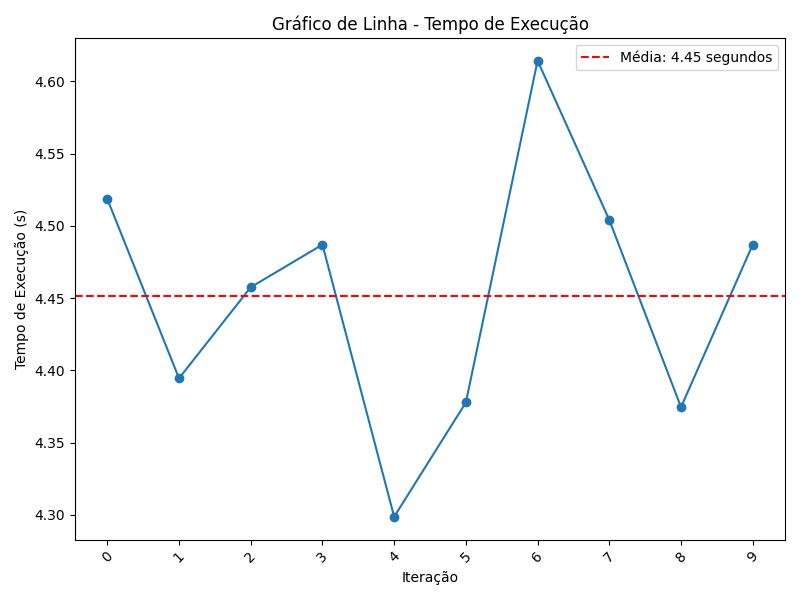 Gráfico de Linha - Tempo de Execução
Média: 4.45 segundos
Tempo de Execução (s)
4.60
4.55
4.50
4.45
4.40
4.35
4.30
0 1 2 3 4 5 6 7 8 9
Iteração